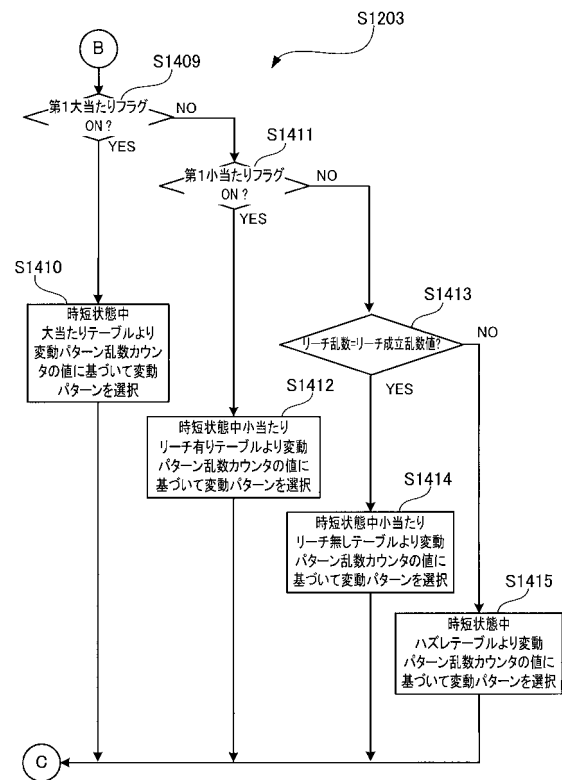 S1203
B
S1409
第1大当たりフラグ
ON?
NO
YES
S1411
第1小当たりフラグ
ON?
NO
YES
S1410
時短状態中
大当たりテーブルより
変動パターン乱数カウン
タの値に基づいて変動
パターンを選択
S1413
リーチ乱数=リーチ成立乱数値?
NO
YES
S1412
時短状態中小当たり
リーチ有りテーブルより変動
パターン乱数カウンタの値に
基づいて変動パターンを選択
S1414
時短状態中小当たり
リーチ無しテーブルより変動
パターン乱数カウンタの値に
基づいて変動パターンを選択
S1415
時短状態中
ハズレテーブルより変動
パターン乱数カウンタの値に
基づいて変動パターンを選択
C